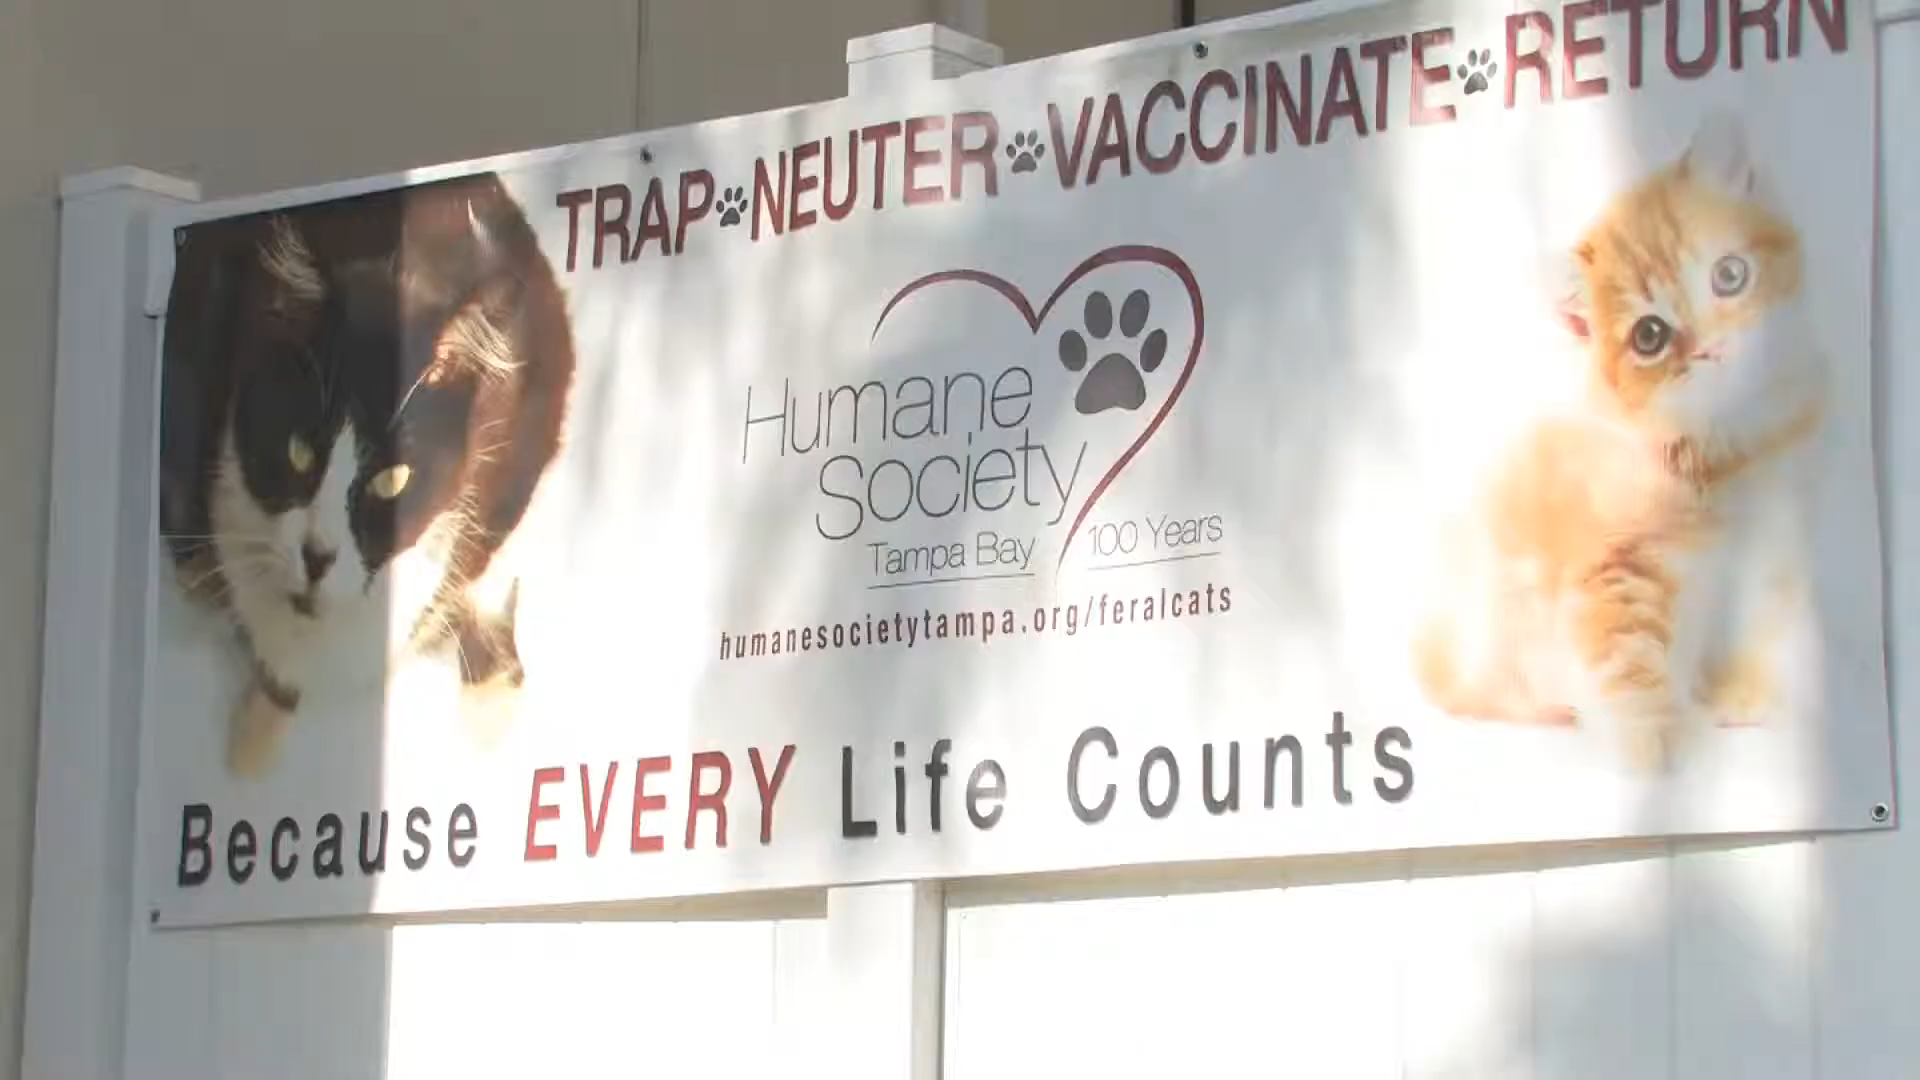 TRAP NEUTER VACCINATE RETURN
Humane
Society
Tampa Bay 100 Years
humanesocietytampa.org/feralcats
Because EVERY Life Counts